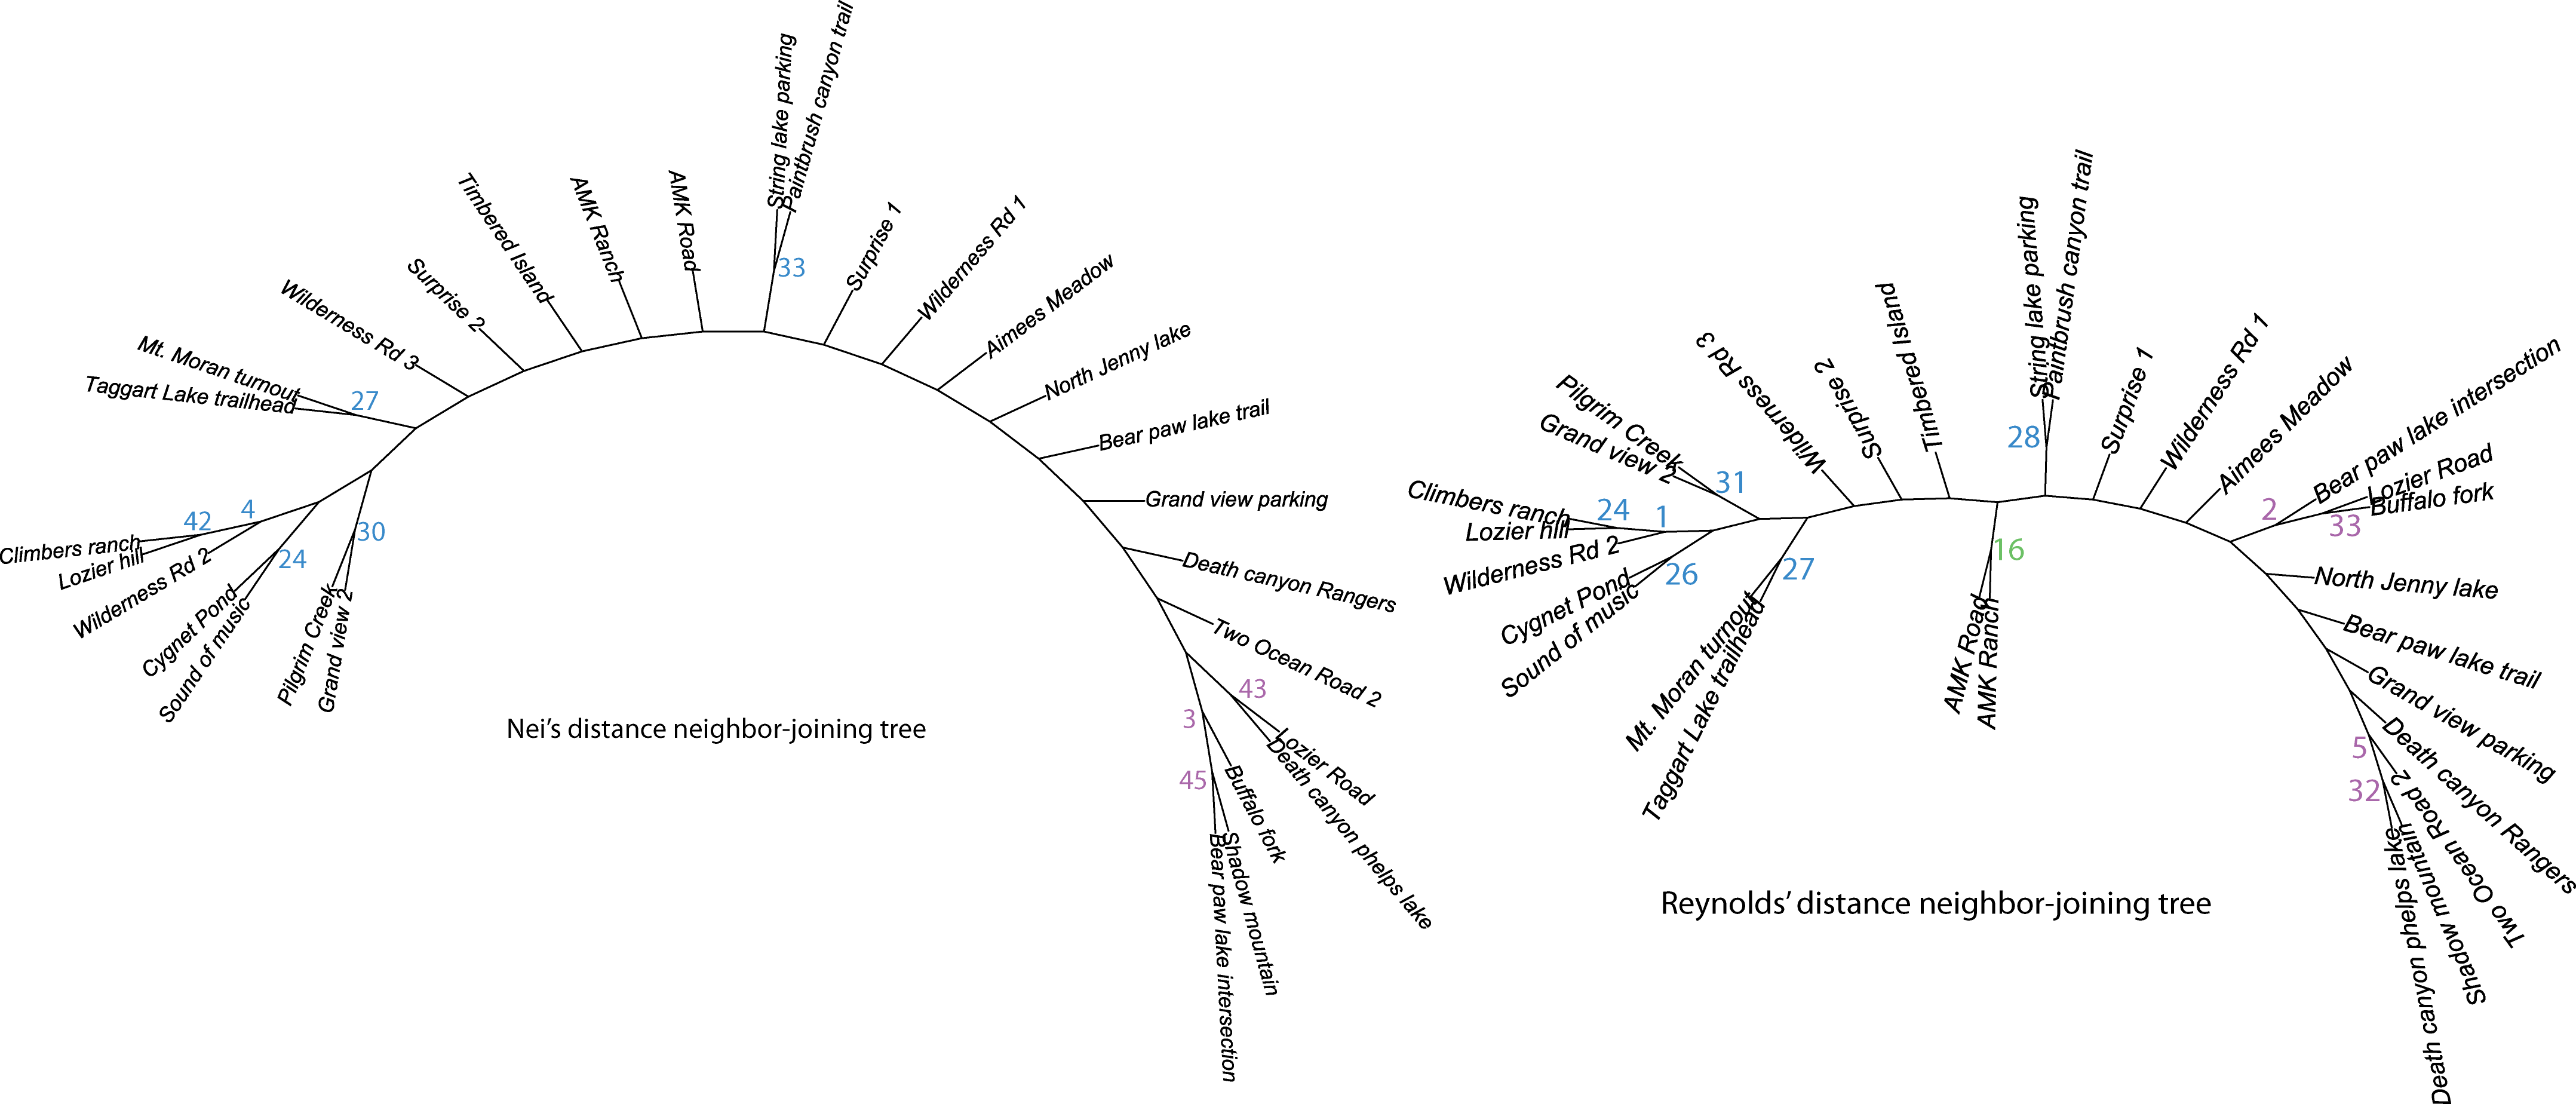 String lake parking
Paintbrush canyon trail
33
AMK Road
AMK Ranch
Timbered Island
Surprise 2
Wilderness Rd 3
Mt. Moran turnout
Taggart Lake trailhead
27
Climbers ranch
Lozier hill
42
4
Wilderness Rd 2
Cygnet Pond
Sound of music
24
Pilgrim Creek
Grand view 2
30
Surprise 1
Wilderness Rd 1
Aimees Meadow
North Jenny lake
Bear paw lake trail
Grand view parking
Death canyon Rangers
Two Ocean Road 2
43
Lozier Road
Death canyon phelps lake
3
Buffalo fork
45
Shadow mountain
Bear paw lake intersection
Nei’s distance neighbor-joining tree
String lake parking
Paintbrush canyon trail
28
Timbered Island
Surprise 2
Wilderness Rd 3
Pilgrim Creek
Grand view 2
31
Climbers ranch
Lozier hill
24
1
Wilderness Rd 2
Cygnet Pond
Sound of music
26
Mt. Moran turnout
Taggart Lake trailhead
27
AMK Road
AMK Ranch
16
Surprise 1
Wilderness Rd 1
Aimees Meadow
Bear paw lake intersection
2
Lozier Road
Buffalo fork
33
North Jenny lake
Bear paw lake trail
Grand view parking
Death canyon Rangers
5
Two Ocean Road 2
32
Shadow mountain
Death canyon phelps lake
Reynolds’ distance neighbor-joining tree